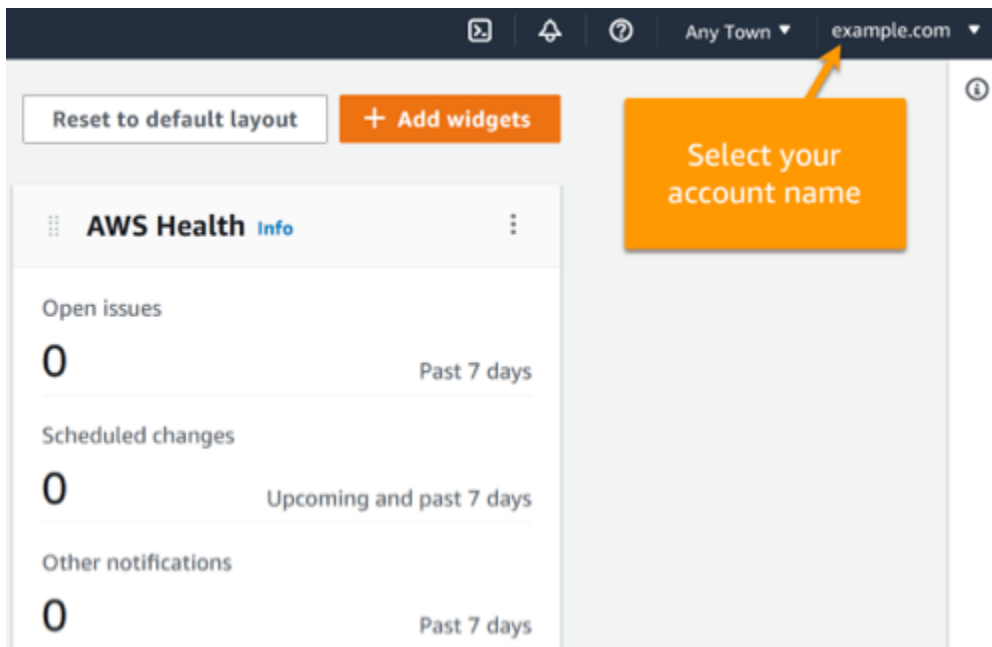 Any Town
example.com
Reset to default layout
+ Add widgets
Select your
account name
AWS Health Info
Open issues
0
Past 7 days
Scheduled changes
0
Upcoming and past 7 days
Other notifications
0
Past 7 days